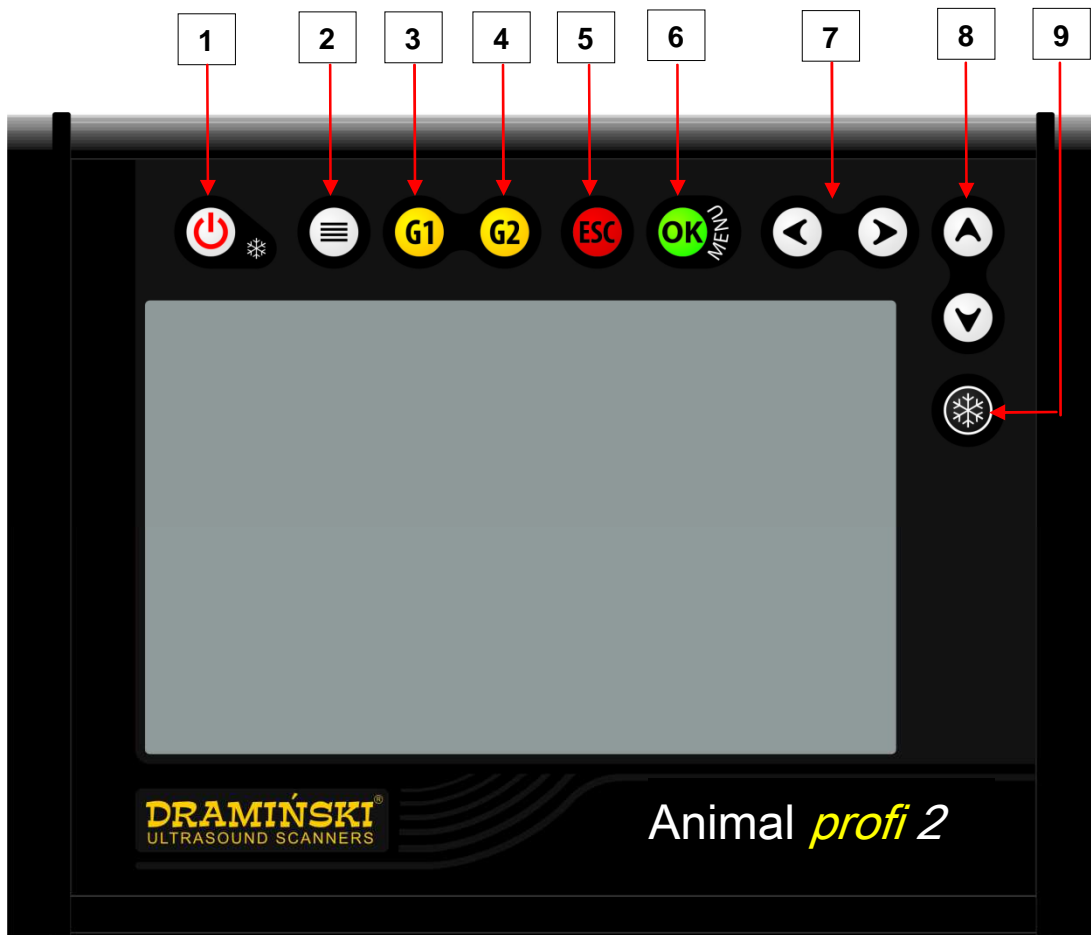 1 2 3 4 5 6 7 8 9
G1 G2 ESC OK MENU
DRAMIŃSKI®
ULTRASOUND SCANNERS
Animal profi 2